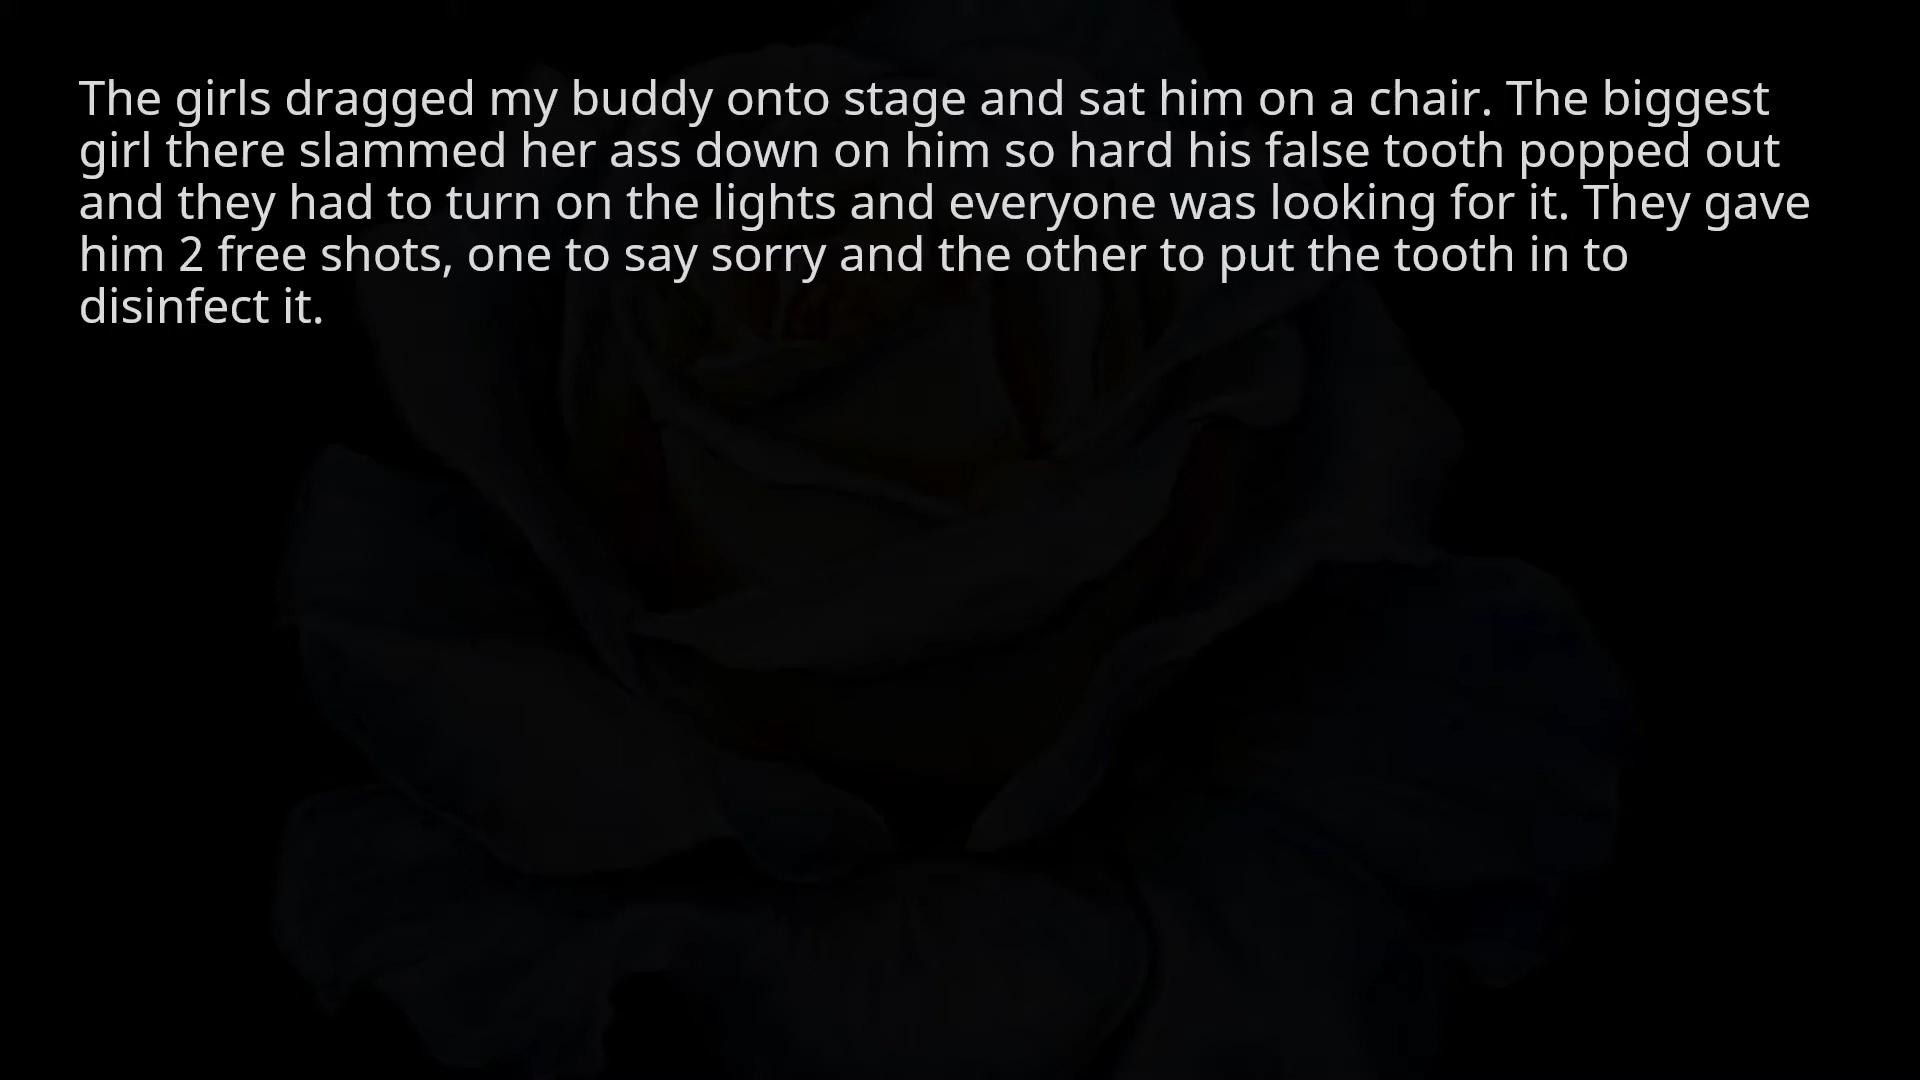 The girls dragged my buddy onto stage and sat him on a chair. The biggest
girl there slammed her ass down on him so hard his false tooth popped out
and they had to turn on the lights and everyone was looking for it. They gave
him 2 free shots, one to say sorry and the other to put the tooth in to
disinfect it.